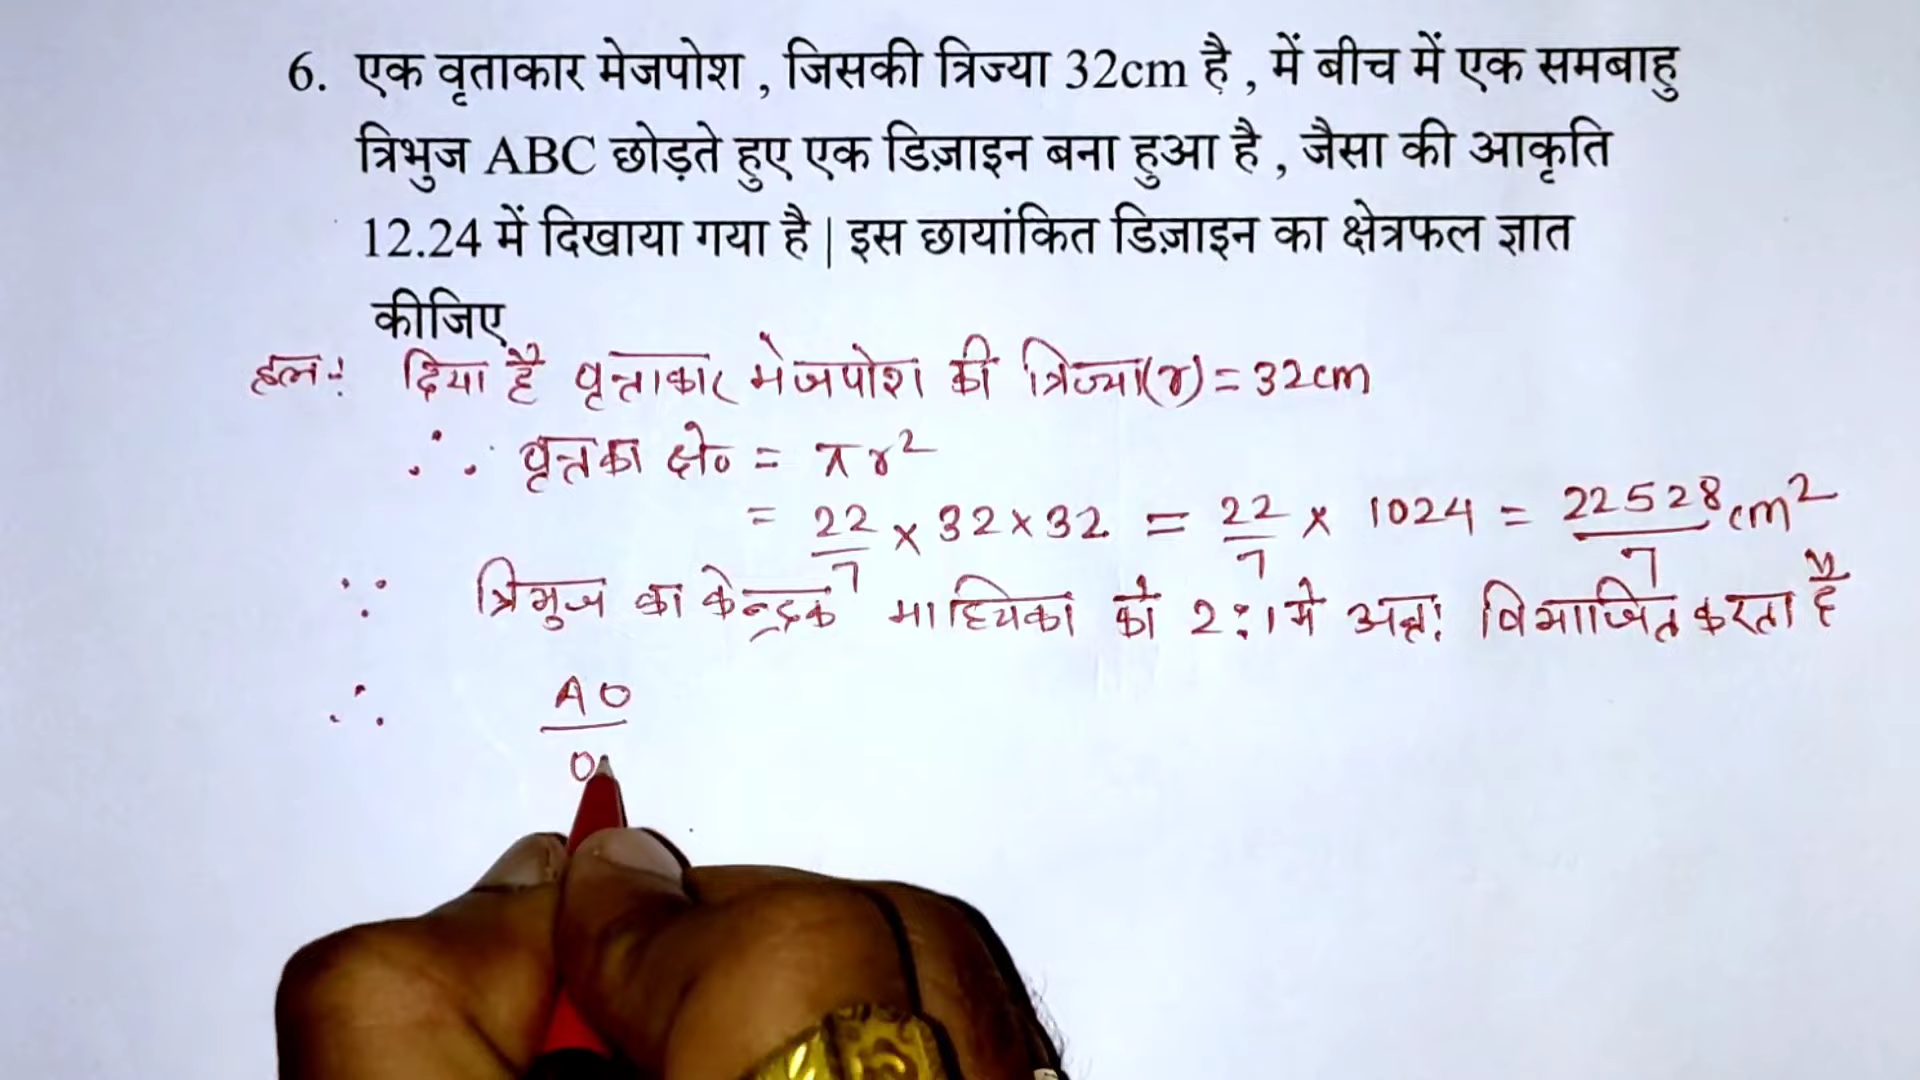 6. एक वृताकार मेजपोश , जिसकी त्रिज्या 32cm है , में बीच में एक समबाहु
त्रिभुज ABC छोड़ते हुए एक डिज़ाइन बना हुआ है , जैसा की आकृति
12.24 में दिखाया गया है | इस छायांकित डिज़ाइन का क्षेत्रफल ज्ञात
कीजिए
हल:- दिया है वृत्ताकार मेजपोश की त्रिज्या(r) = 32cm
∴ वृत्त का क्षे० = πr²
= 22/7 × 32 × 32 = 22/7 × 1024 = 22528/7 cm²
∵ त्रिभुज का केन्द्रक माध्यिका को 2:1 में अन्तः विभाजित करता है
∴ AO
O